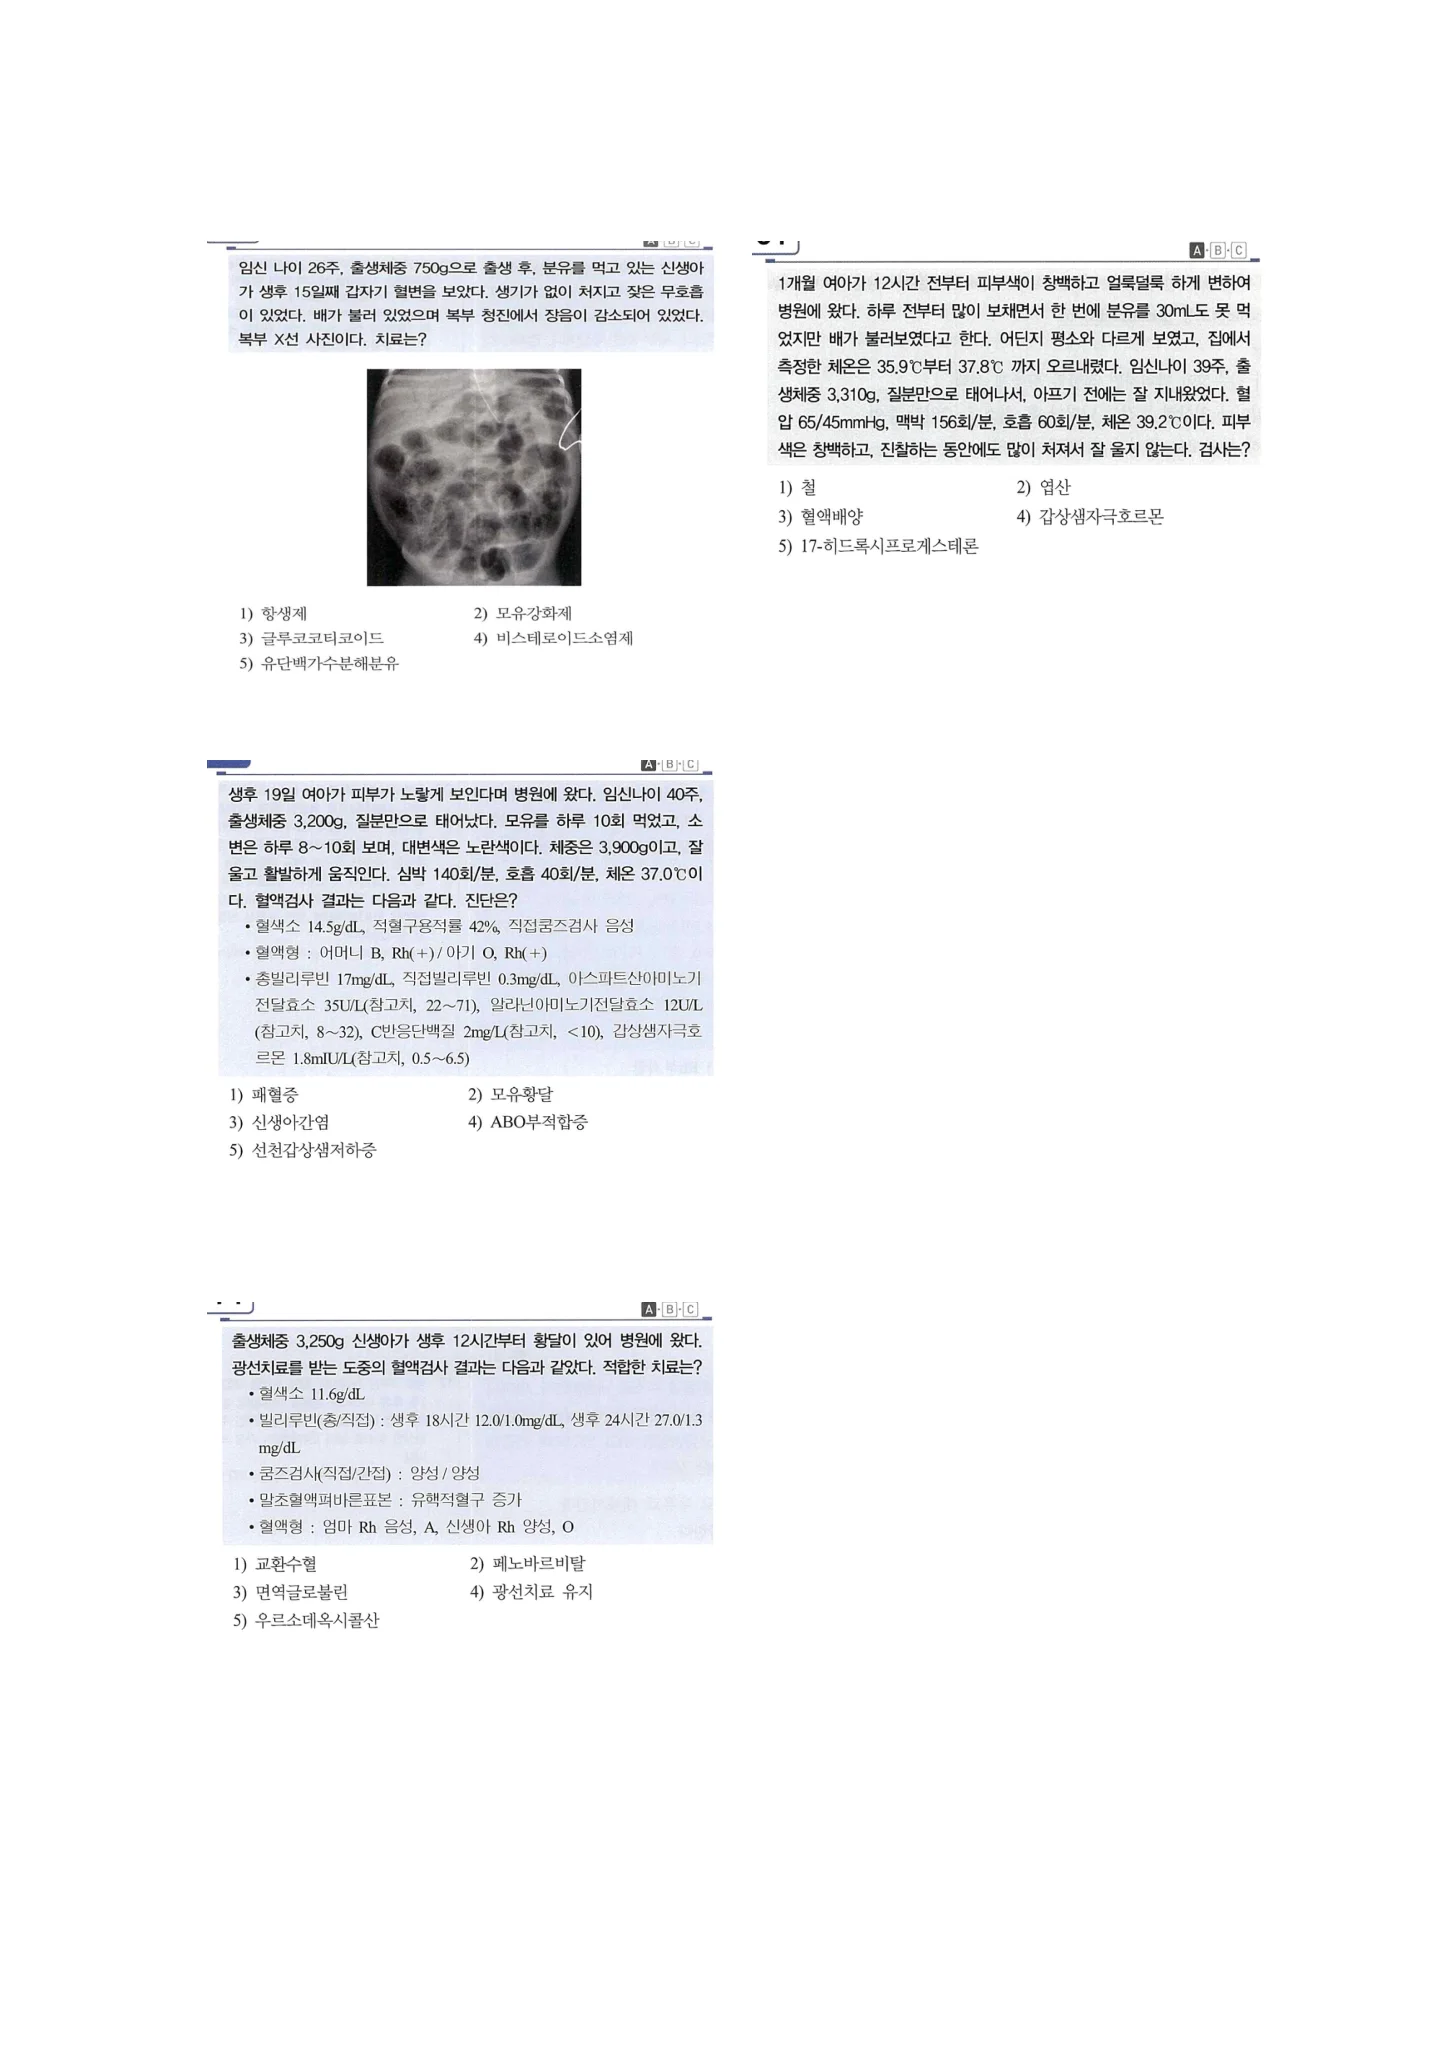 임신 나이 26주, 출생체중 750g으로 출생 후, 분유를 먹고 있는 신생아
가 생후 15일째 갑자기 혈변을 보았다. 생기가 없이 처지고 잦은 무호흡
이 있었다. 배가 불러 있었으며 복부 청진에서 장음이 감소되어 있었다.
복부 X선 사진이다. 치료는?
1) 항생제 2) 모유강화제
3) 글루코코티코이드 4) 비스테로이드소염제
5) 유단백가수분해분유
A·B·C
생후 19일 여아가 피부가 노랗게 보인다며 병원에 왔다. 임신나이 40주,
출생체중 3,200g, 질분만으로 태어났다. 모유를 하루 10회 먹었고, 소
변은 하루 8~10회 보며, 대변색은 노란색이다. 체중은 3,900g이고, 잘
울고 활발하게 움직인다. 심박 140회/분, 호흡 40회/분, 체온 37.0℃이
다. 혈액검사 결과는 다음과 같다. 진단은?
• 혈색소 14.5g/dL, 적혈구용적률 42%, 직접쿰즈검사 음성
• 혈액형 : 어머니 B, Rh(+) / 아기 O, Rh(+)
• 총빌리루빈 17mg/dL, 직접빌리루빈 0.3mg/dL, 아스파트산아미노기
전달효소 35U/L(참고치, 22~71), 알라닌아미노기전달효소 12U/L
(참고치, 8~32), C반응단백질 2mg/L(참고치, <10), 갑상샘자극호
르몬 1.8mIU/L(참고치, 0.5~6.5)
1) 패혈증 2) 모유황달
3) 신생아간염 4) ABO부적합증
5) 선천갑상샘저하증
A·B·C
출생체중 3,250g 신생아가 생후 12시간부터 황달이 있어 병원에 왔다.
광선치료를 받는 도중의 혈액검사 결과는 다음과 같았다. 적합한 치료는?
• 혈색소 11.6g/dL
• 빌리루빈(총/직접) : 생후 18시간 12.0/1.0mg/dL, 생후 24시간 27.0/1.3
mg/dL
• 쿰즈검사(직접/간접) : 양성 / 양성
• 말초혈액펴바른표본 : 유핵적혈구 증가
• 혈액형 : 엄마 Rh 음성, A, 신생아 Rh 양성, O
1) 교환수혈 2) 페노바르비탈
3) 면역글로불린 4) 광선치료 유지
5) 우르소데옥시콜산
A·B·C
1개월 여아가 12시간 전부터 피부색이 창백하고 얼룩덜룩 하게 변하여
병원에 왔다. 하루 전부터 많이 보채면서 한 번에 분유를 30mL도 못 먹
었지만 배가 불러보였다고 한다. 어딘지 평소와 다르게 보였고, 집에서
측정한 체온은 35.9℃부터 37.8℃ 까지 오르내렸다. 임신나이 39주, 출
생체중 3,310g, 질분만으로 태어나서, 아프기 전에는 잘 지내왔었다. 혈
압 65/45mmHg, 맥박 156회/분, 호흡 60회/분, 체온 39.2℃이다. 피부
색은 창백하고, 진찰하는 동안에도 많이 처져서 잘 울지 않는다. 검사는?
1) 철 2) 엽산
3) 혈액배양 4) 갑상샘자극호르몬
5) 17-히드록시프로게스테론